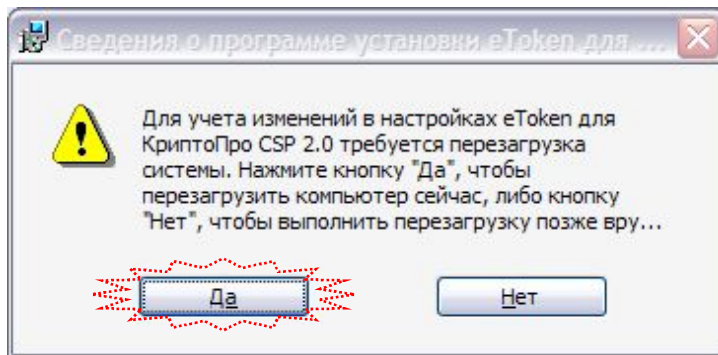 Сведения о программе установки eToken для ...
Для учета изменений в настройках eToken для
КриптоПро CSP 2.0 требуется перезагрузка
системы. Нажмите кнопку "Да", чтобы
перезагрузить компьютер сейчас, либо кнопку
"Нет", чтобы выполнить перезагрузку позже вру...
Да
Нет